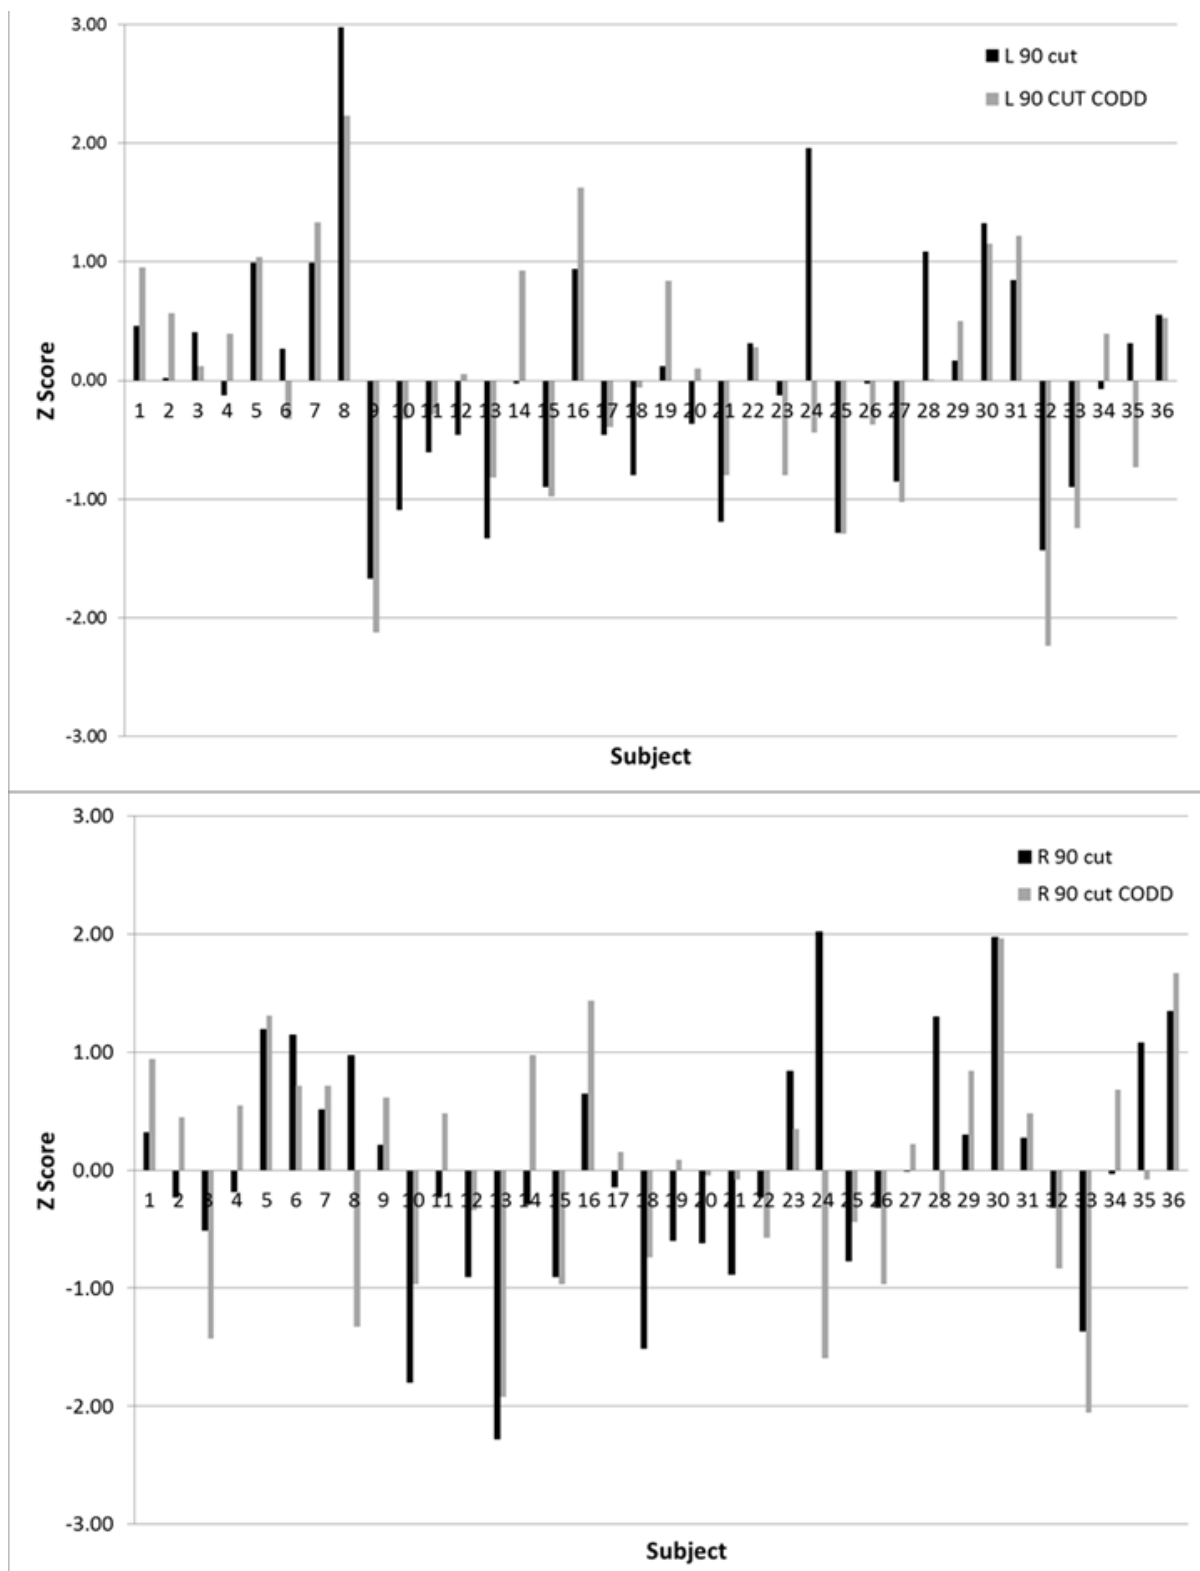 3.00
L 90 cut
L 90 CUT CODD
2.00
1.00
0.00
1 2 3 4 5 6 7 8 9 10 11 12 13 14 15 16 17 18 19 20 21 22 23 24 25 26 27 28 29 30 31 32 33 34 35 36
Z Score
-1.00
-2.00
-3.00
Subject
3.00
R 90 cut
R 90 cut CODD
2.00
1.00
0.00
1 2 3 4 5 6 7 8 9 10 11 12 13 14 15 16 17 18 19 20 21 22 23 24 25 26 27 28 29 30 31 32 33 34 35 36
Z Score
-1.00
-2.00
-3.00
Subject